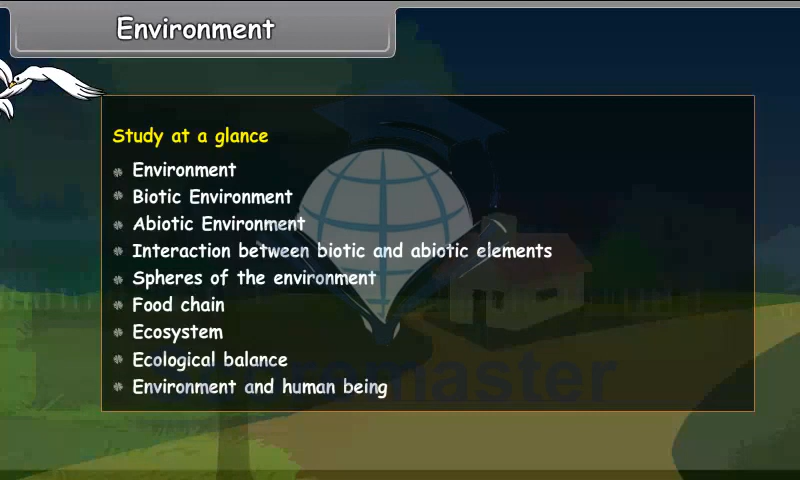 Environment
Study at a glance
Environment
Biotic Environment
Abiotic Environment
Interaction between biotic and abiotic elements
Spheres of the environment
Food chain
Ecosystem
Ecological balance
Environment and human being